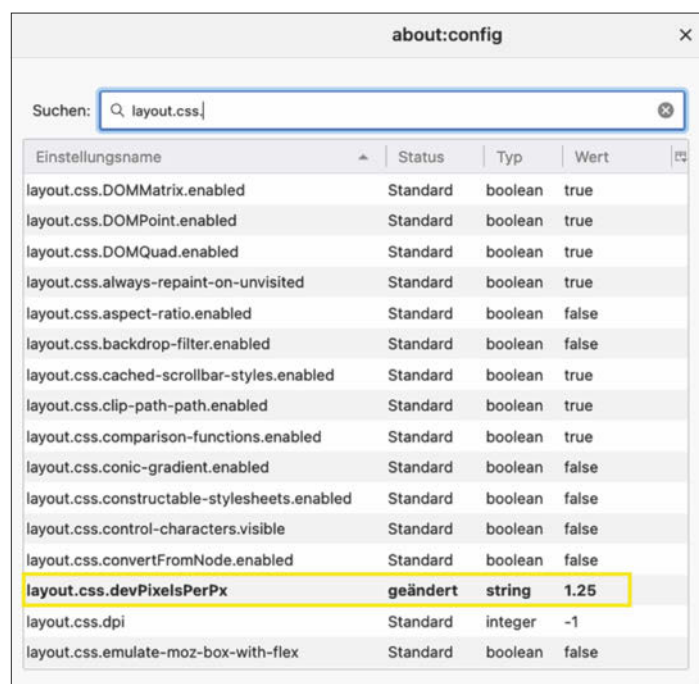 about:config
Suchen: layout.css.
Einstellungsname Status Typ Wert
layout.css.DOMMatrix.enabled Standard boolean true
layout.css.DOMPoint.enabled Standard boolean true
layout.css.DOMQuad.enabled Standard boolean true
layout.css.always-repaint-on-unvisited Standard boolean true
layout.css.aspect-ratio.enabled Standard boolean false
layout.css.backdrop-filter.enabled Standard boolean false
layout.css.cached-scrollbar-styles.enabled Standard boolean true
layout.css.clip-path-path.enabled Standard boolean true
layout.css.comparison-functions.enabled Standard boolean true
layout.css.conic-gradient.enabled Standard boolean false
layout.css.constructable-stylesheets.enabled Standard boolean false
layout.css.control-characters.visible Standard boolean false
layout.css.convertFromNode.enabled Standard boolean false
layout.css.devPixelsPerPx geändert string 1.25
layout.css.dpi Standard integer -1
layout.css.emulate-moz-box-with-flex Standard boolean false